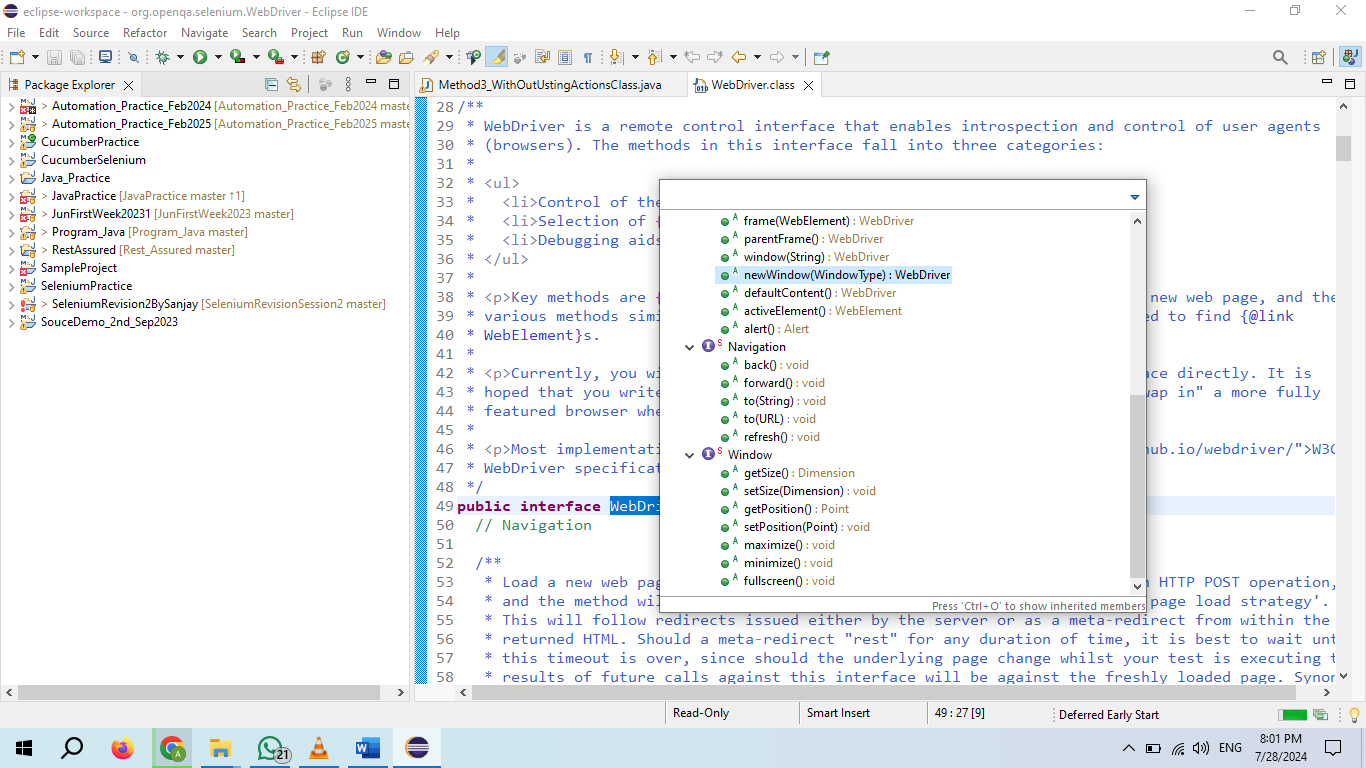 eclipse-workspace - org.openqa.selenium.WebDriver - Eclipse IDE
File Edit Source Refactor Navigate Search Project Run Window Help
Package Explorer
Automation_Practice_Feb2024 [Automation_Practice_Feb2024 maste
Automation_Practice_Feb2025 [Automation_Practice_Feb2025 maste
CucumberPractice
CucumberSelenium
Java_Practice
JavaPractice [JavaPractice master ↑1]
JunFirstWeek20231 [JunFirstWeek2023 master]
Program_Java [Program_Java master]
RestAssured [Rest_Assured master]
SampleProject
SeleniumPractice
SeleniumRevision2BySanjay [SeleniumRevisionSession2 master]
SouceDemo_2nd_Sep2023
Method3_WithOutUstingActionsClass.java WebDriver.class
28 /**
29 * WebDriver is a remote control interface that enables introspection and control of user agents
30 * (browsers). The methods in this interface fall into three categories:
31 *
32 * <ul>
33 * <li>Control of the
34 * <li>Selection of {
35 * <li>Debugging aids
36 * </ul>
37 *
38 * <p>Key methods are { new web page, and the
39 * various methods simi ed to find {@link
40 * WebElement}s.
41 *
42 * <p>Currently, you wi ace directly. It is
43 * hoped that you write wap in" a more fully
44 * featured browser whe
45 *
46 * <p>Most implementati hub.io/webdriver/">W3C
47 * WebDriver specificat
48 */
49 public interface WebDri
50 // Navigation
51
52 /**
53 * Load a new web pag n HTTP POST operation,
54 * and the method wil page load strategy'.
55 * This will follow redirects issued either by the server or as a meta-redirect from within the
56 * returned HTML. Should a meta-redirect "rest" for any duration of time, it is best to wait unt
57 * this timeout is over, since should the underlying page change whilst your test is executing t
58 * results of future calls against this interface will be against the freshly loaded page. Synon
frame(WebElement) : WebDriver
parentFrame() : WebDriver
window(String) : WebDriver
newWindow(WindowType) : WebDriver
defaultContent() : WebDriver
activeElement() : WebElement
alert() : Alert
Navigation
back() : void
forward() : void
to(String) : void
to(URL) : void
refresh() : void
Window
getSize() : Dimension
setSize(Dimension) : void
getPosition() : Point
setPosition(Point) : void
maximize() : void
minimize() : void
fullscreen() : void
Press 'Ctrl+O' to show inherited members
Read-Only Smart Insert 49 : 27 [9] Deferred Early Start
21
ENG
8:01 PM
7/28/2024